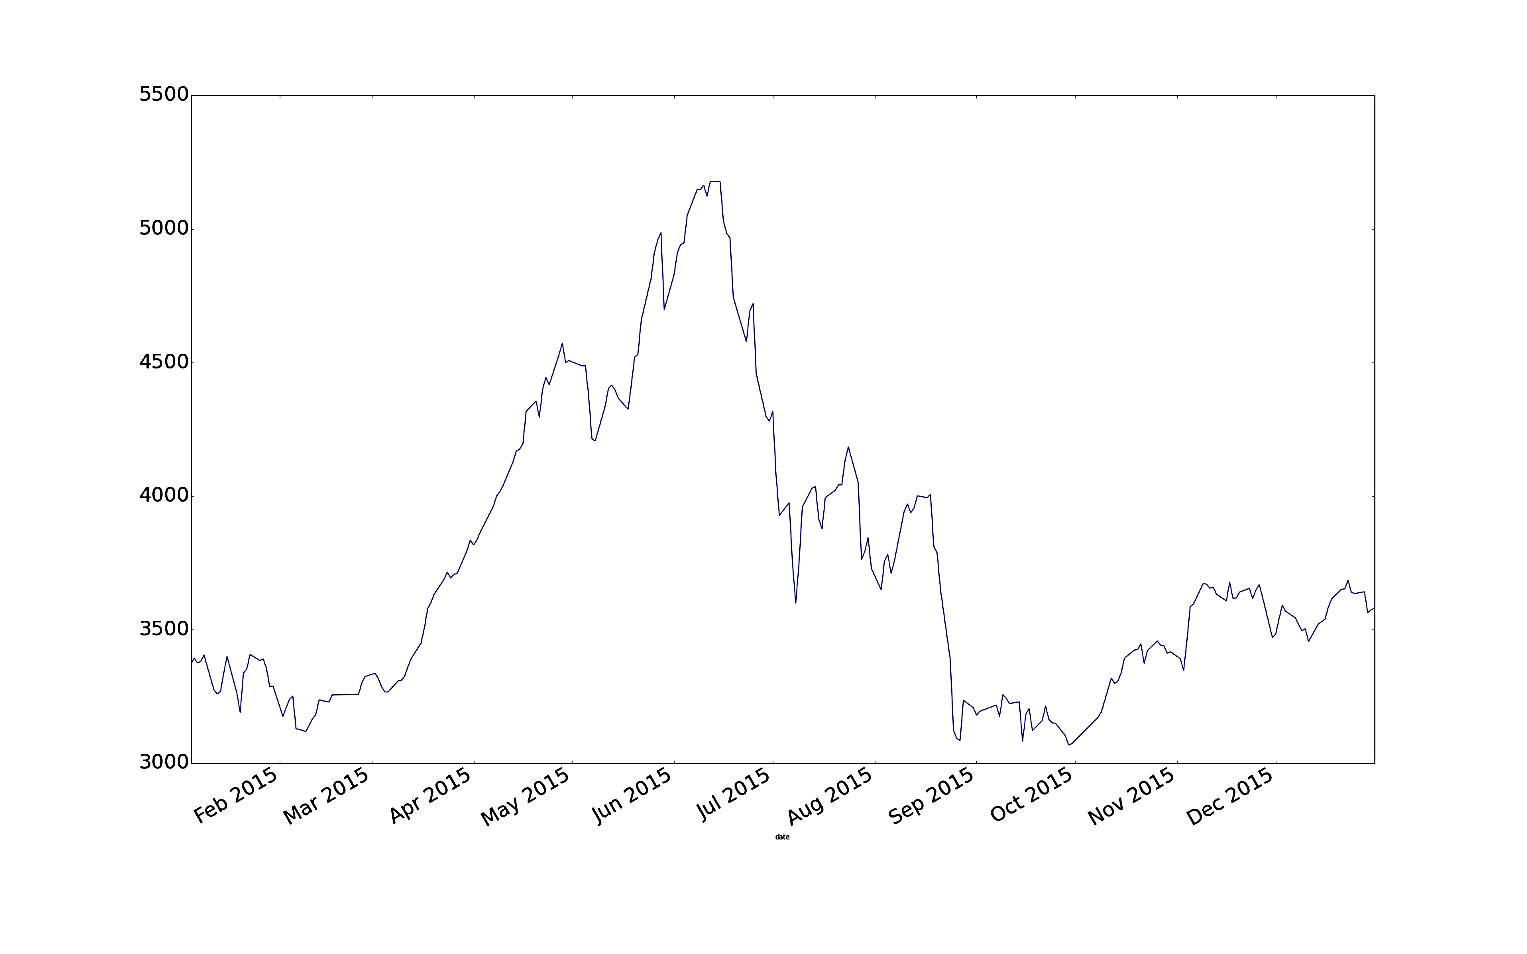 5500
5000
4500
4000
3500
3000
Feb 2015
Mar 2015
Apr 2015
May 2015
Jun 2015
Jul 2015
Aug 2015
Sep 2015
Oct 2015
Nov 2015
Dec 2015
date